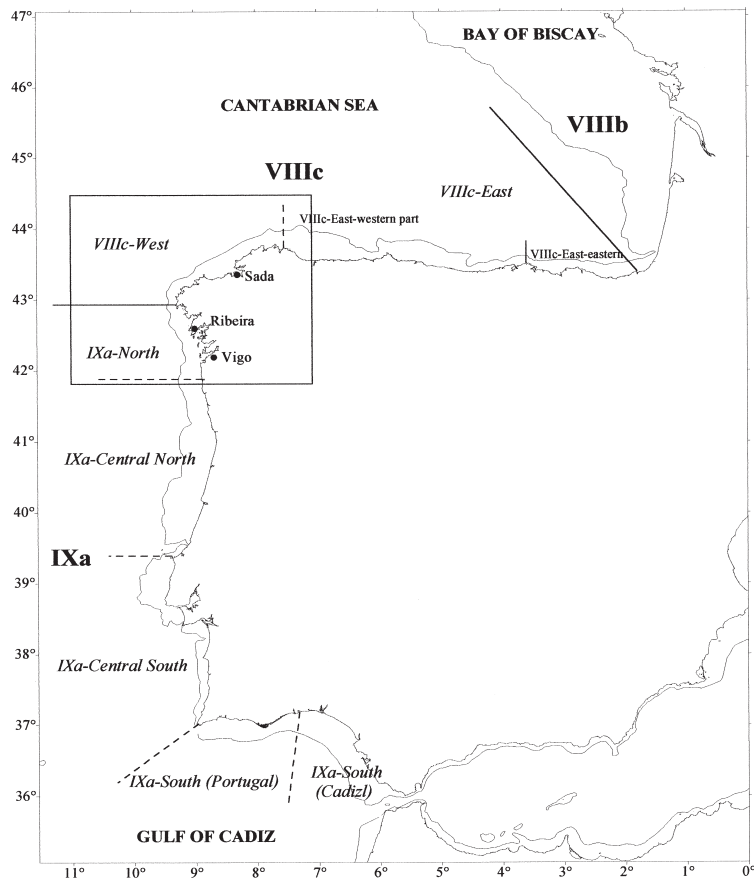 47°
BAY OF BISCAY
46°
CANTABRIAN SEA
VIIIb
45°
VIIIc
VIIIc-East
44°
VIIIc-East-western part
VIIIc-West
VIIIc-East-eastern
Sada
43°
Ribeira
IXa-North
Vigo
42°
41°
IXa-Central North
40°
IXa
39°
38°
IXa-Central South
37°
IXa-South (Portugal)
IXa-South
(Cadizl)
36°
GULF OF CADIZ
11° 10° 9° 8° 7° 6° 5° 4° 3° 2° 1° 0°